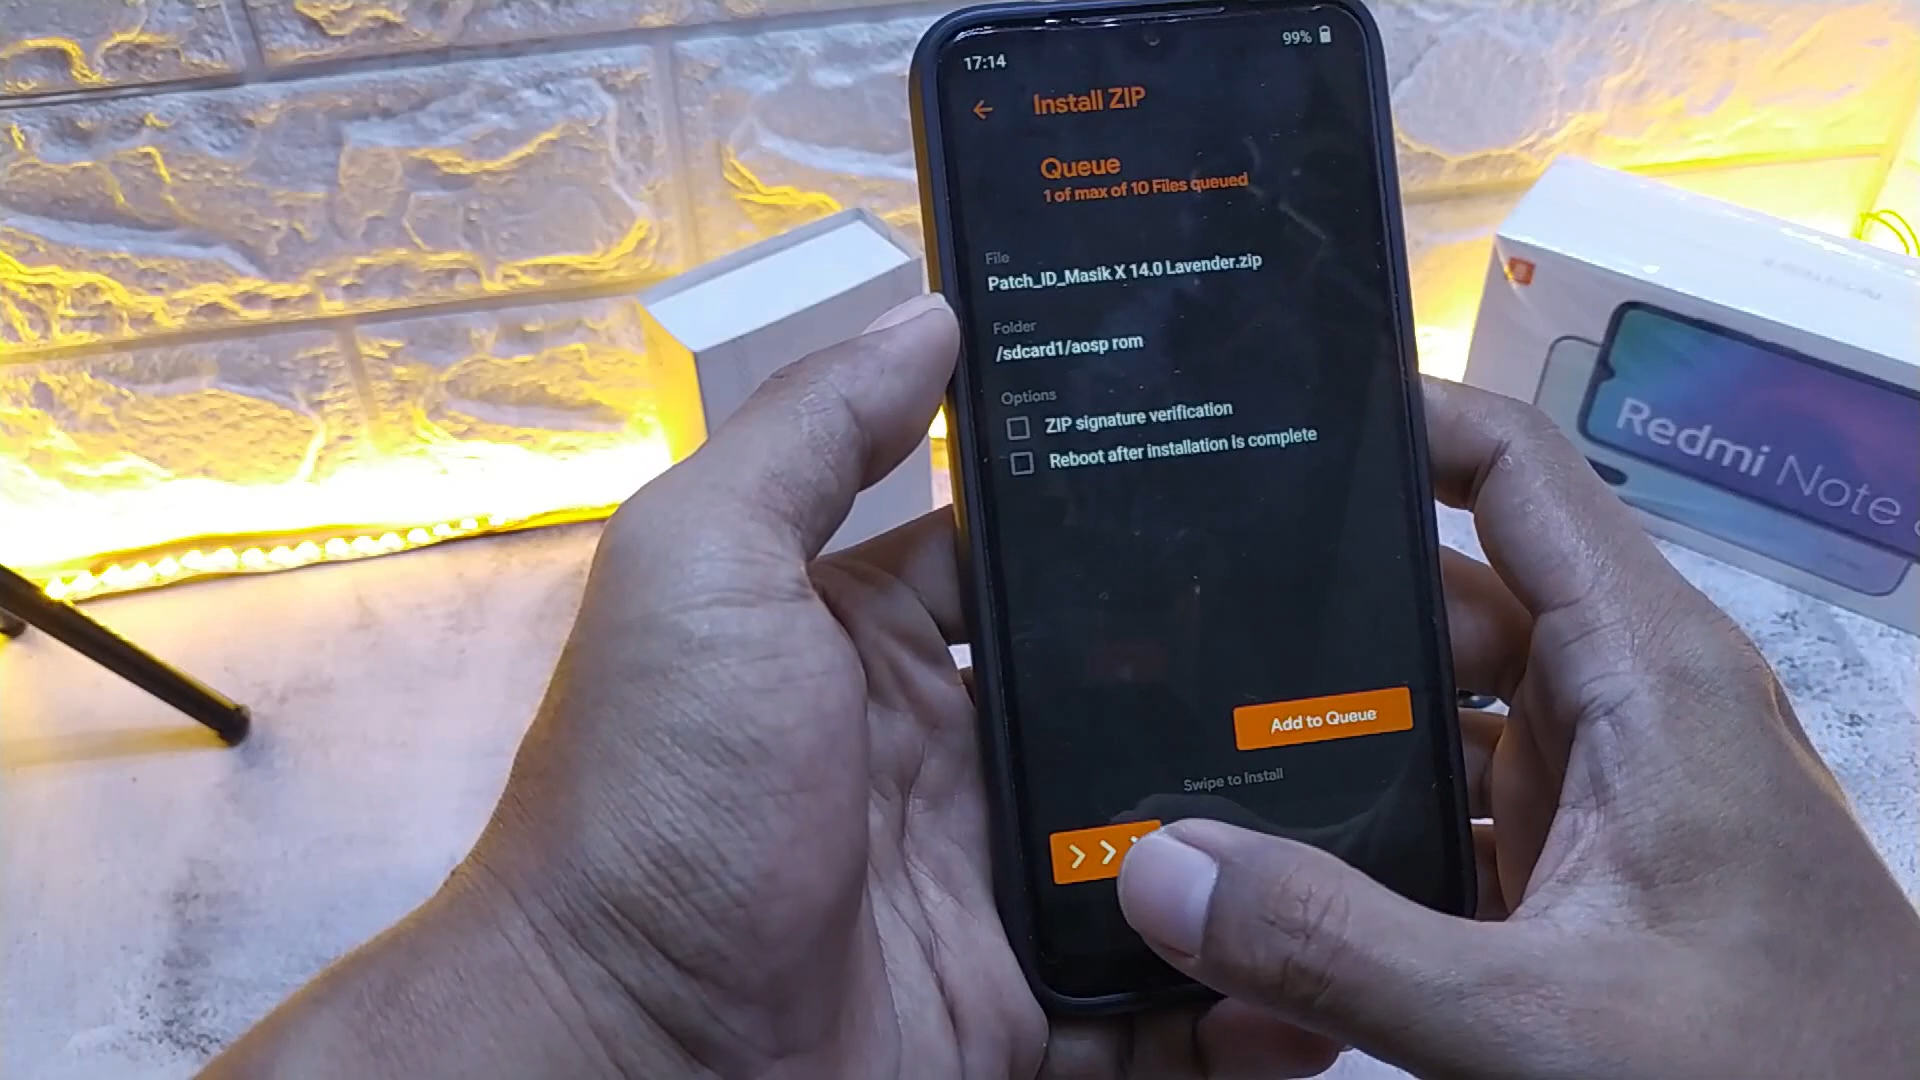 17:14
99%
Install ZIP
Queue
1 of max of 10 Files queued
File
Patch_ID_Masik X 14.0 Lavender.zip
Folder
/sdcard1/aosp rom
Options
ZIP signature verification
Reboot after installation is complete
Add to Queue
Swipe to Install
Redmi Note